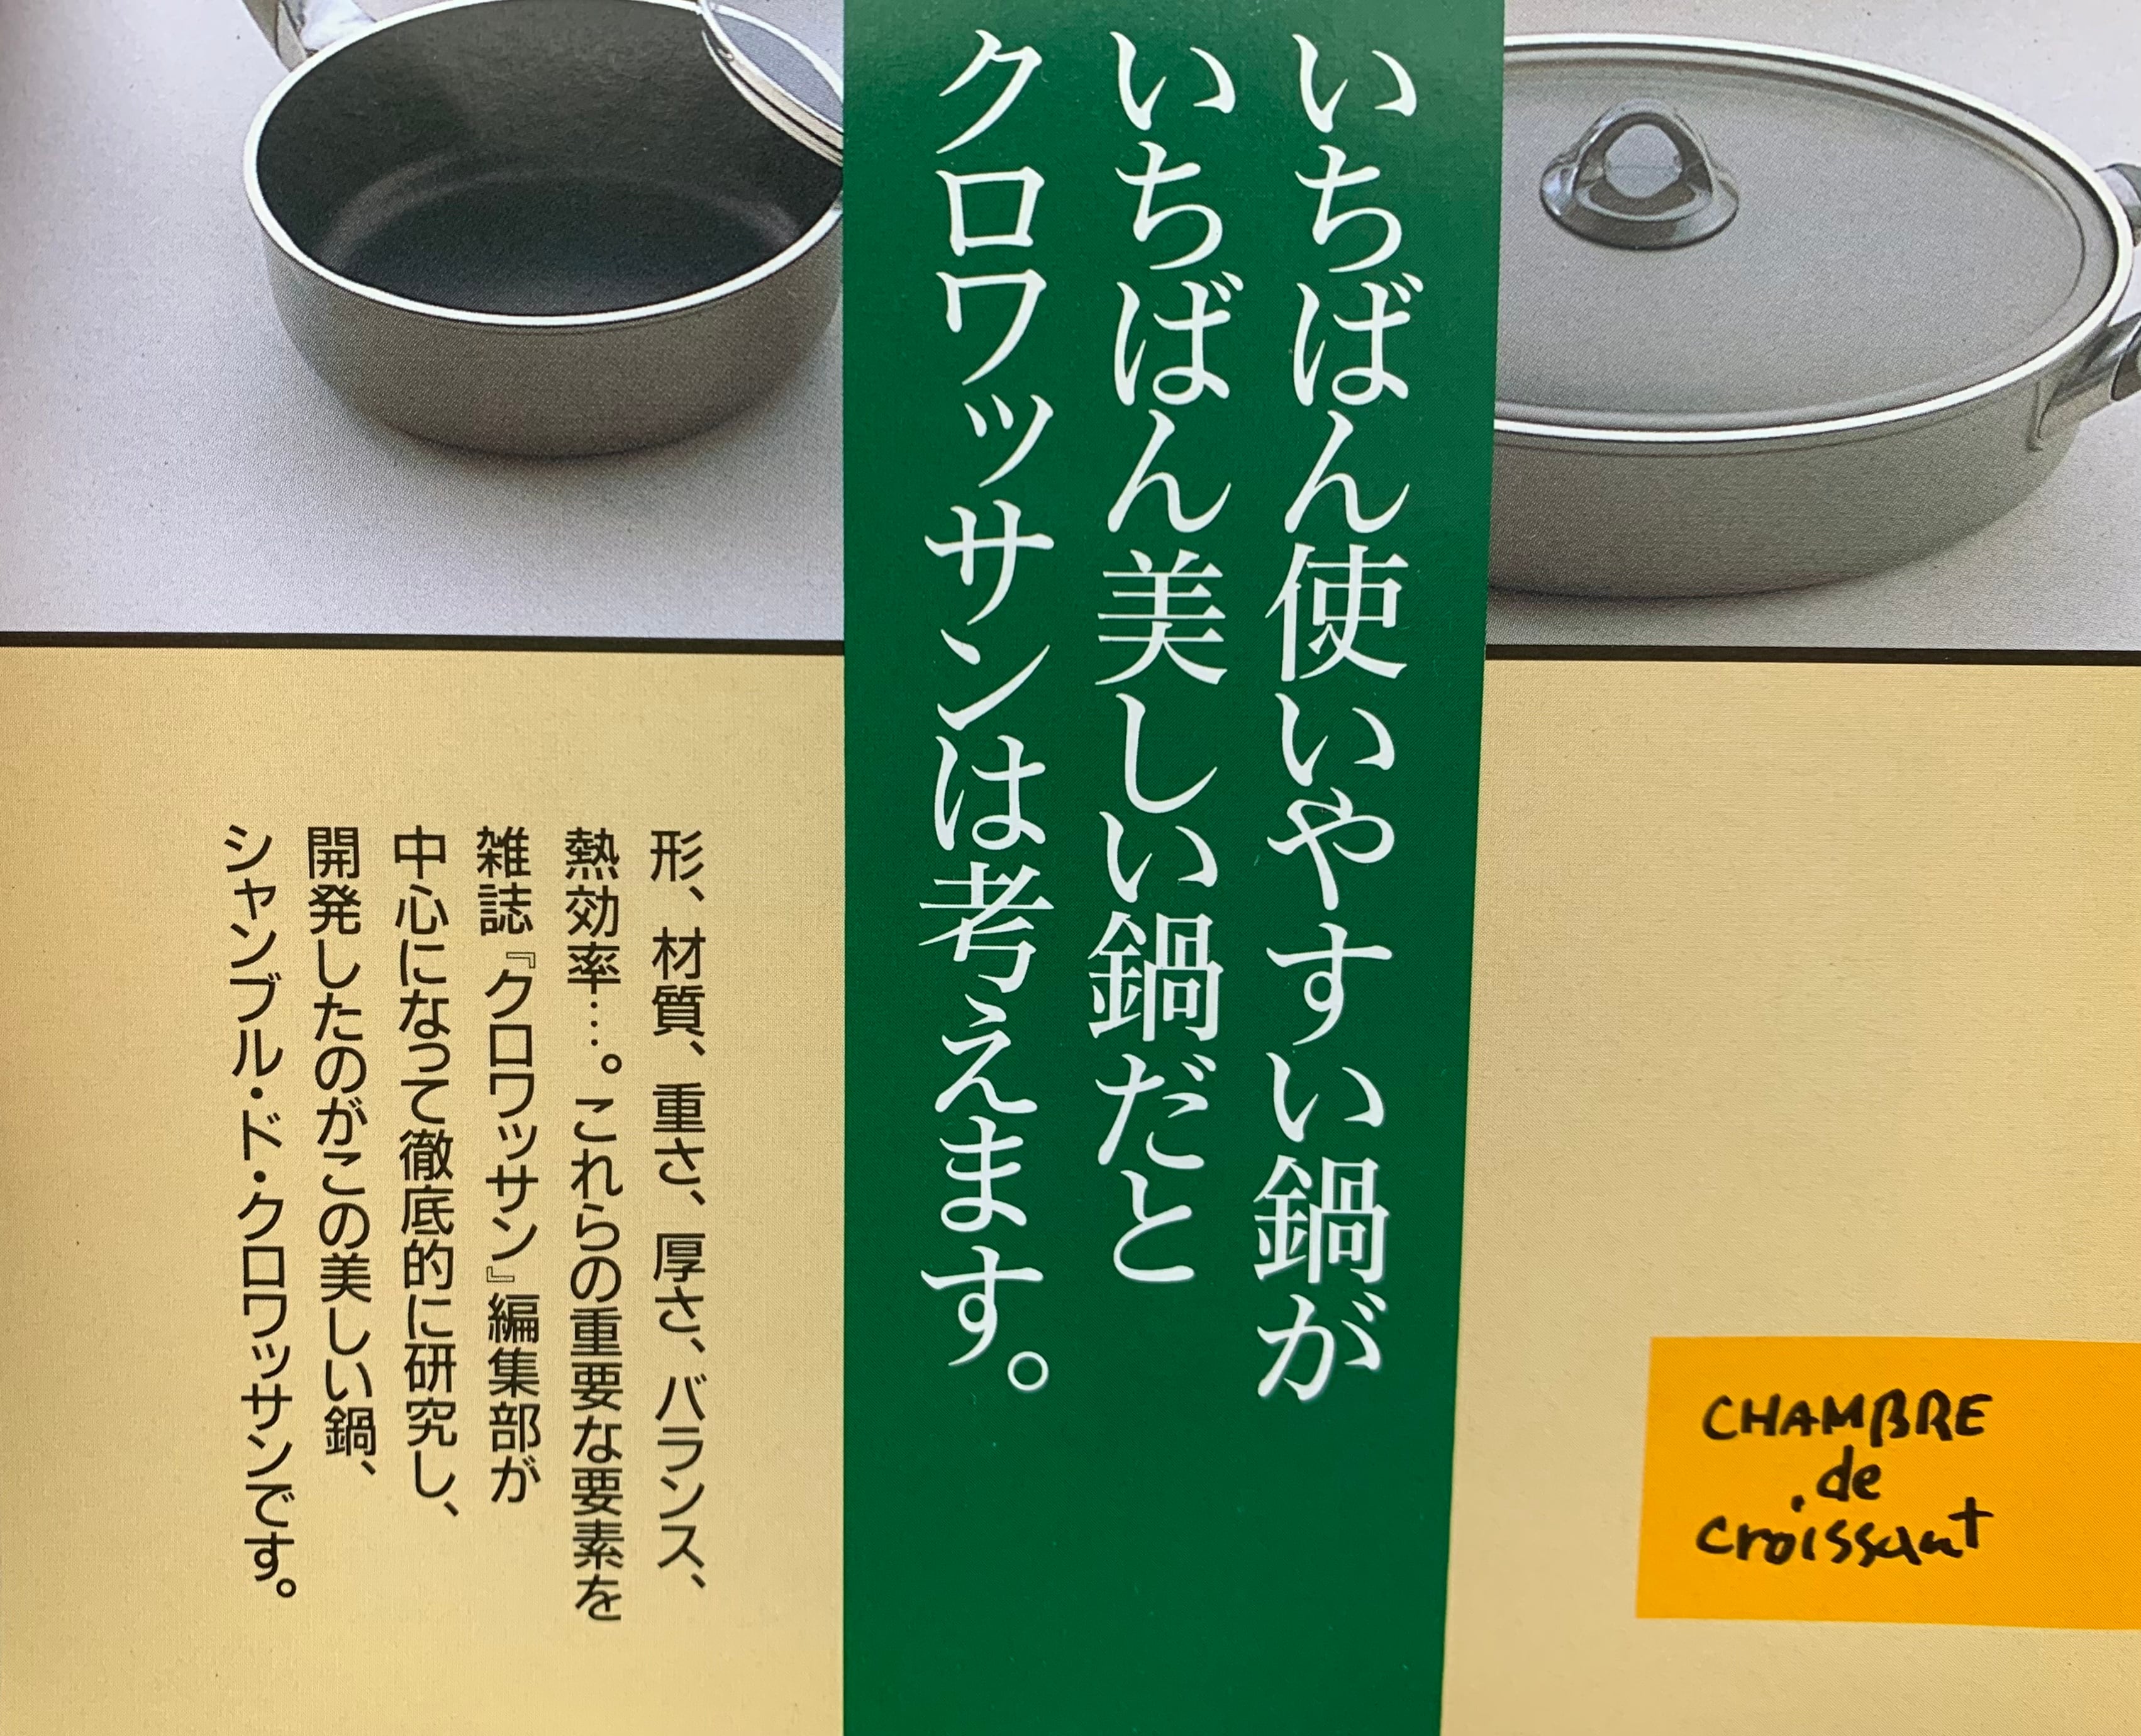 いちばん使いやすい鍋が
いちばん美しい鍋だと
クロワッサンは考えます。
形、材質、重さ、厚さ、バランス、
熱効率…。これらの重要な要素を
雑誌『クロワッサン』編集部が
中心になって徹底的に研究し、
開発したのがこの美しい鍋、
シャンブル・ド・クロワッサンです。
CHAMBRE
de
croissant